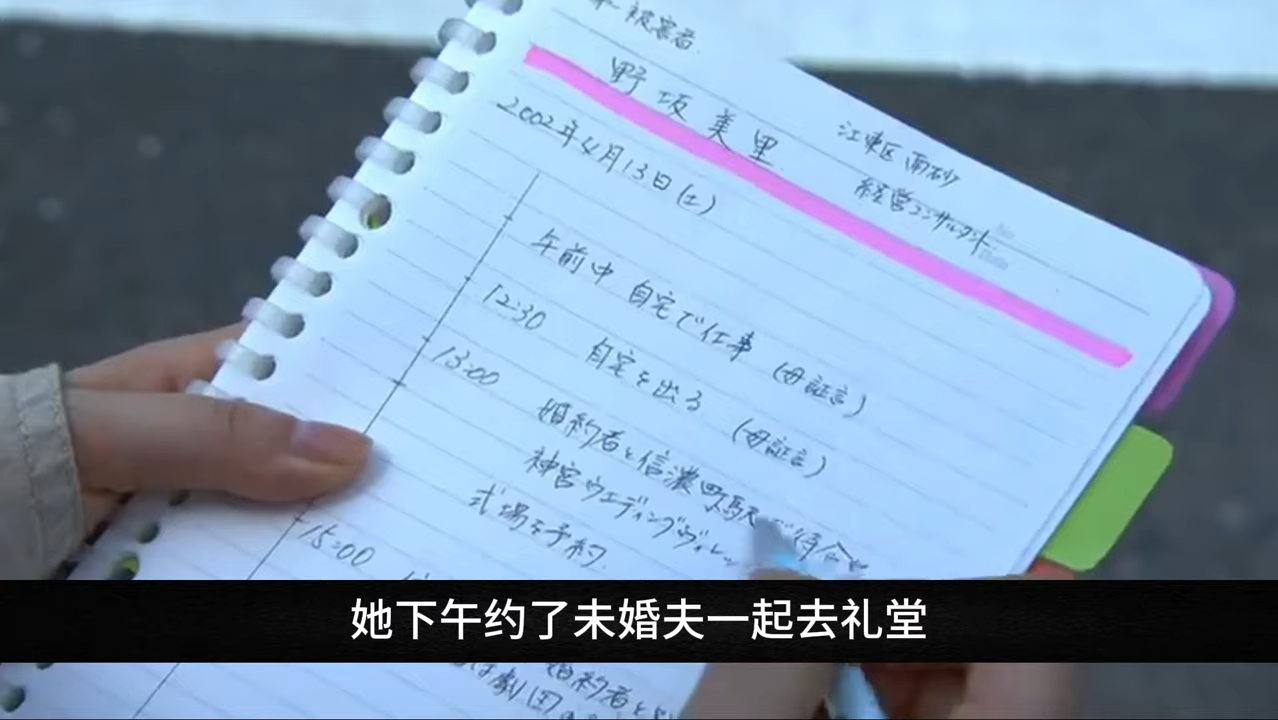 被害者
野坂美里
江東区南砂
経営コンサルタント
2002年4月13日(土)
午前中 自宅で仕事 (母証言)
12:30 自宅を出る (母証言)
13:00 婚約者と信濃町駅で待合せ
神宮ウエディングヴィレッ
式場を予約
15:00
她下午约了未婚夫一起去礼堂
婚約者と
劇団